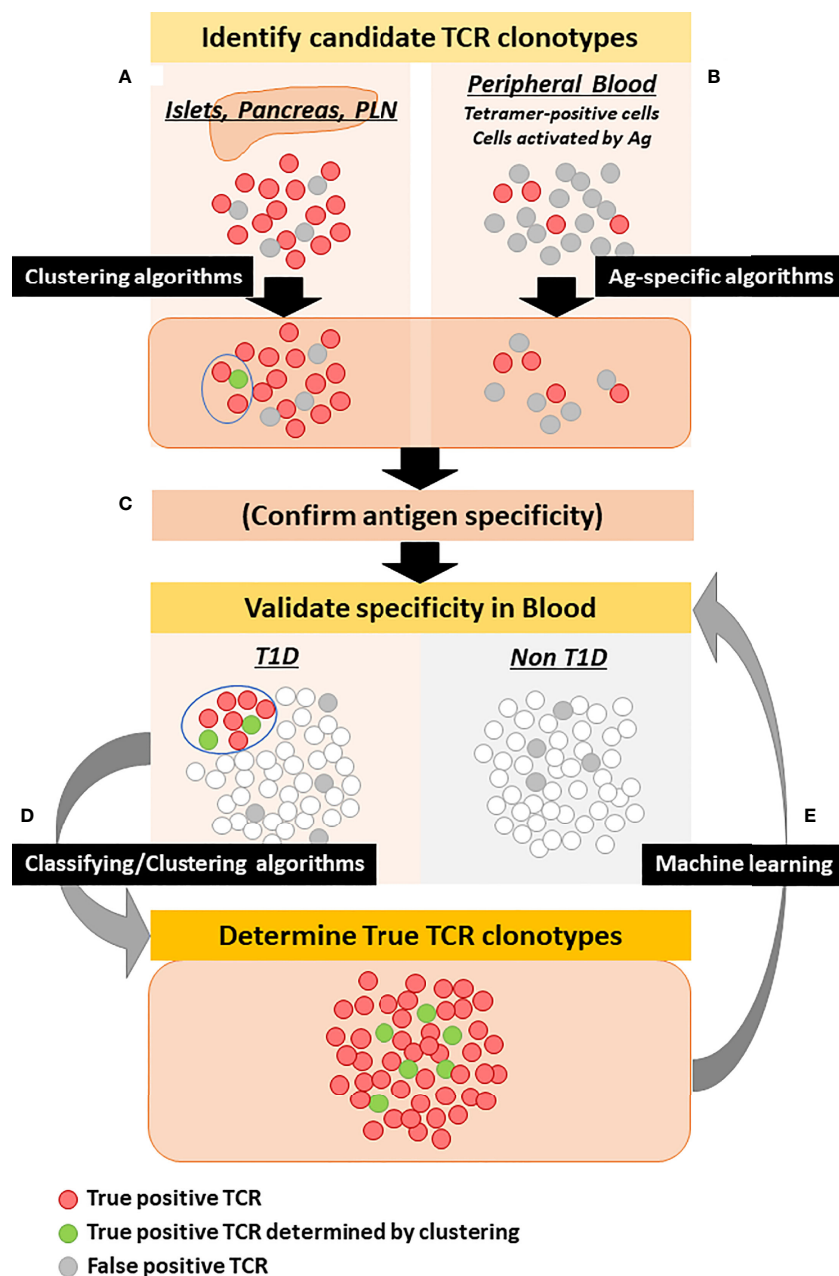 Identify candidate TCR clonotypes
A
Islets, Pancreas, PLN
B
Peripheral Blood
Tetramer-positive cells
Cells activated by Ag
Clustering algorithms
Ag-specific algorithms
C
(Confirm antigen specificity)
Validate specificity in Blood
T1D
Non T1D
D
E
Classifying/Clustering algorithms
Machine learning
Determine True TCR clonotypes
True positive TCR
True positive TCR determined by clustering
False positive TCR